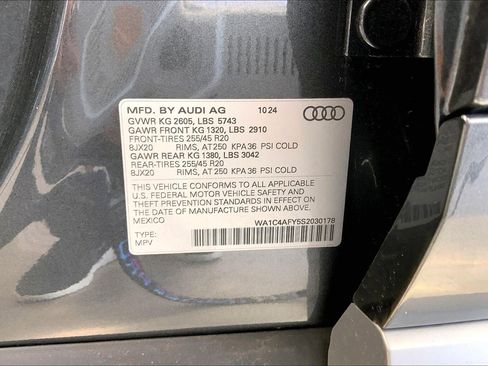 MFD. BY AUDI AG 10 24
GVWR KG 2605, LBS 5743
GAWR FRONT KG 1320, LBS 2910
FRONT-TIRES 255/45 R20
8JX20 RIMS, AT 250 KPA 36 PSI COLD
GAWR REAR KG 1380, LBS 3042
REAR-TIRES 255/45 R20
8JX20 RIMS, AT 250 KPA 36 PSI COLD
THIS VEHICLE CONFORMS TO ALL APPLICABLE
U.S. FEDERAL MOTOR VEHICLE SAFETY AND
THEFT PREVENTION STANDARDS IN EFFECT ON
THE DATE OF MANUFACTURE SHOWN ABOVE.
MEXICO
WA1C4AFY5S2030178
TYPE:
MPV